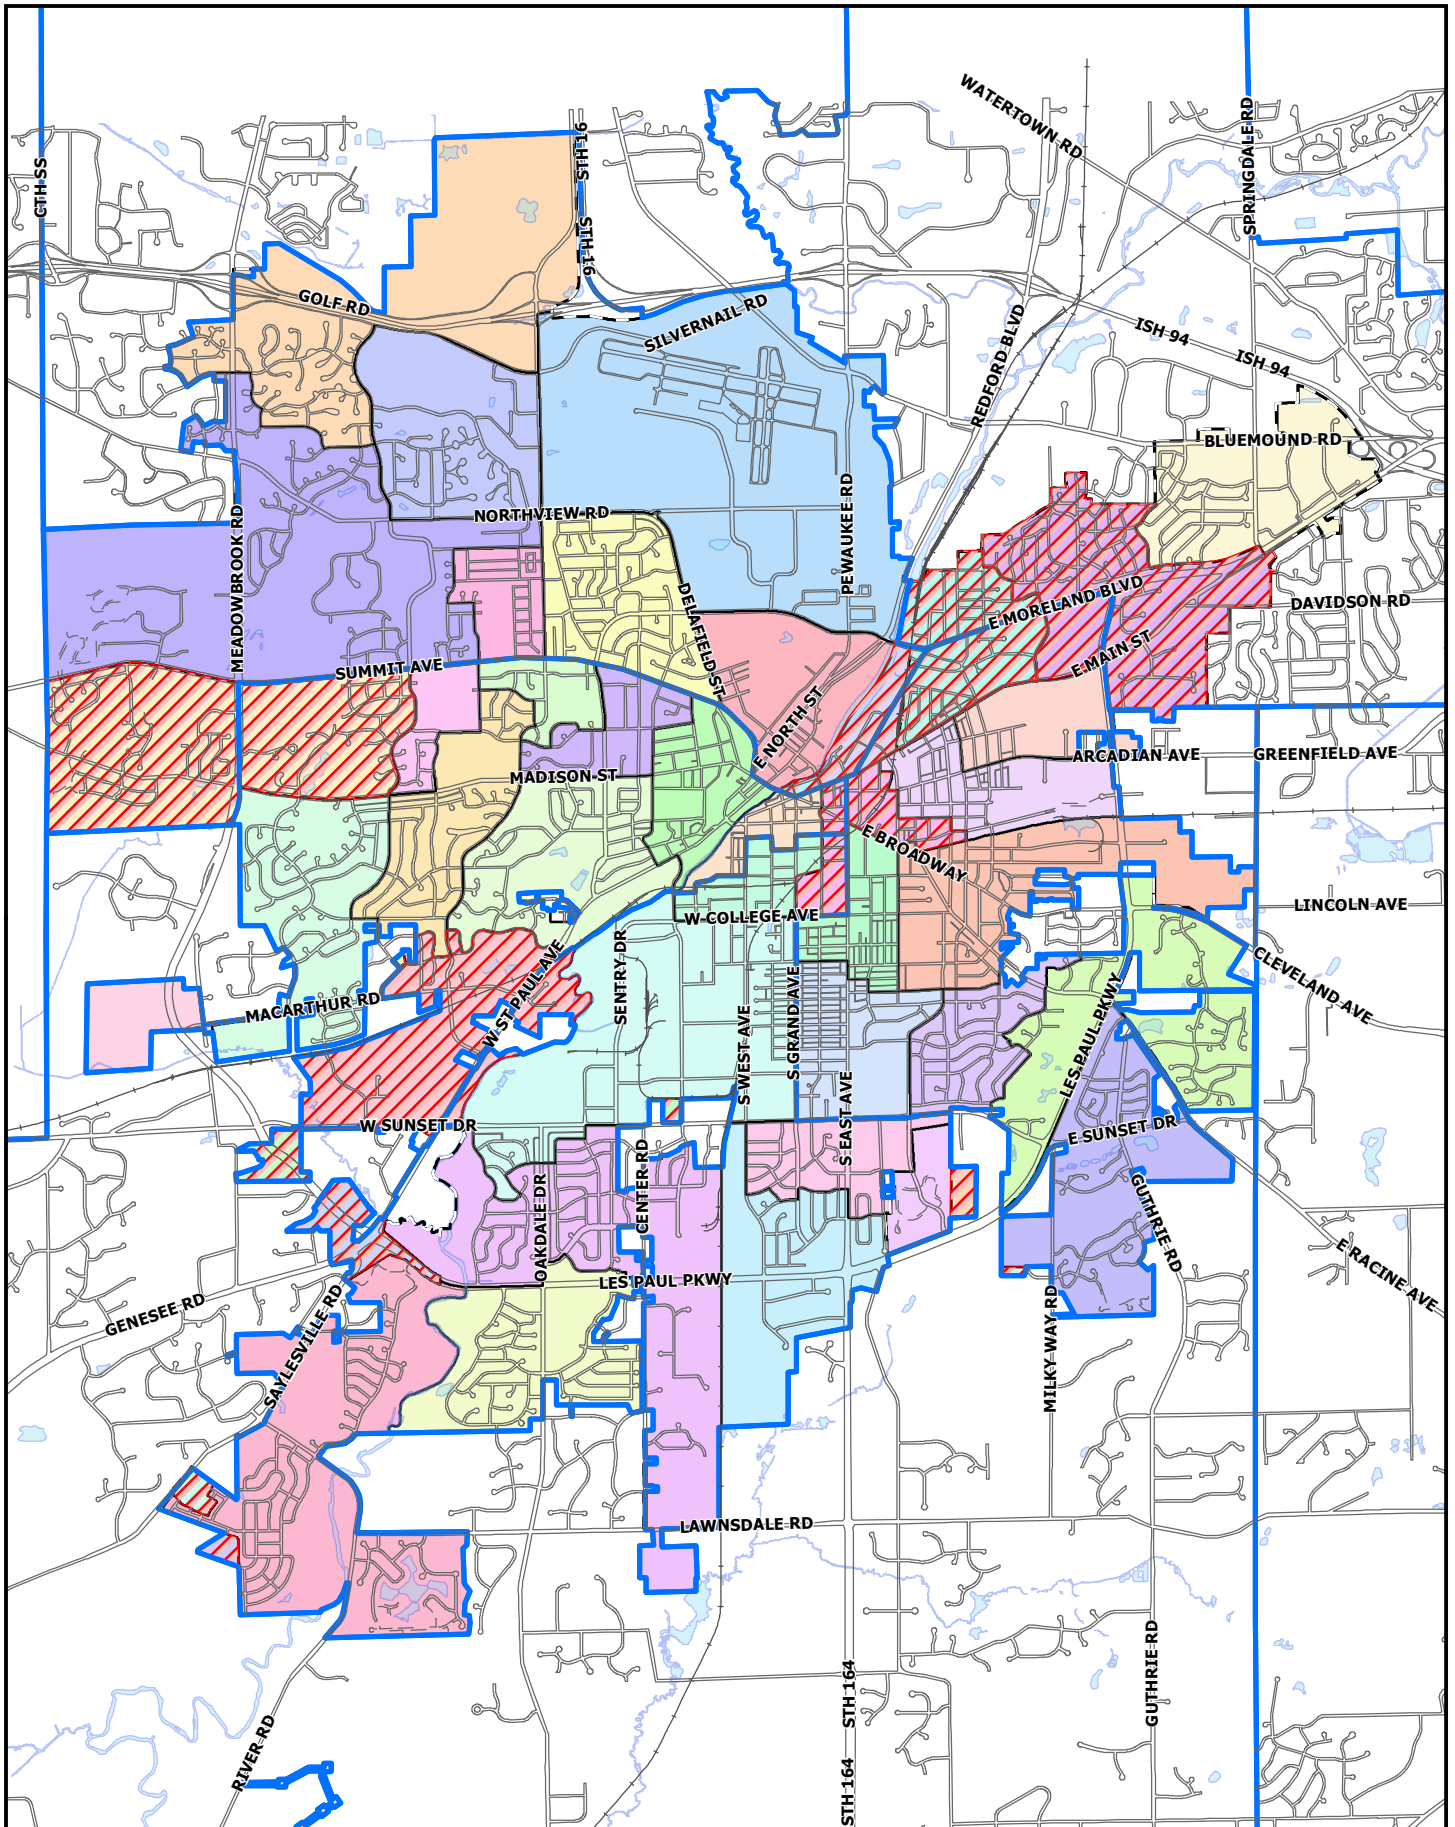 WATERTOWN RD
STH 16
SPRINGDALE RD
CTH SS
STH 16
GOLF RD
SILVERNAIL RD
REDFORD BLVD
ISH 94
ISH 94
BLUEMOUND RD
NORTHVIEW RD
PEWAUKEE RD
MEADOWBROOK RD
DELAFIELD ST
E MORELAND BLVD
DAVIDSON RD
SUMMIT AVE
E MAIN ST
E NORTH ST
ARCADIAN AVE
GREENFIELD AVE
MADISON ST
E BROADWAY
W COLLEGE AVE
LINCOLN AVE
SENTRY DR
W ST PAUL AVE
CLEVELAND AVE
MACARTHUR RD
S GRAND AVE
S WEST AVE
LES PAUL PKWY
W SUNSET DR
S EAST AVE
E SUNSET DR
CENTER RD
OAKDALE DR
GUTHRIE RD
LES PAUL PKWY
E RACINE AVE
GENESEE RD
SAYLESVILLE RD
MILKY WAY RD
LAWNSDALE RD
STH 164
GUTHRIE RD
RIVER RD
STH 164